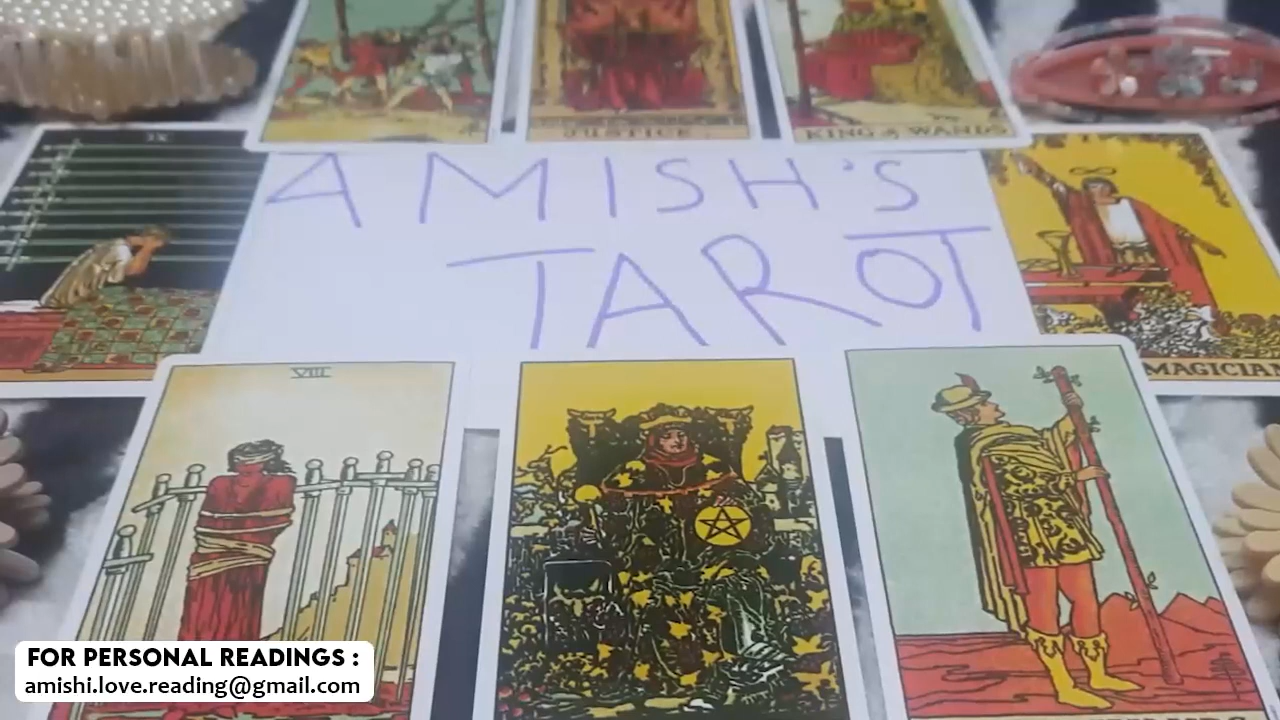 JUSTICE.
KING of WANDS
IX
AMISH'S
TAROT
MAGICIAN
VIII
FOR PERSONAL READINGS :
amishi.love.reading@gmail.com